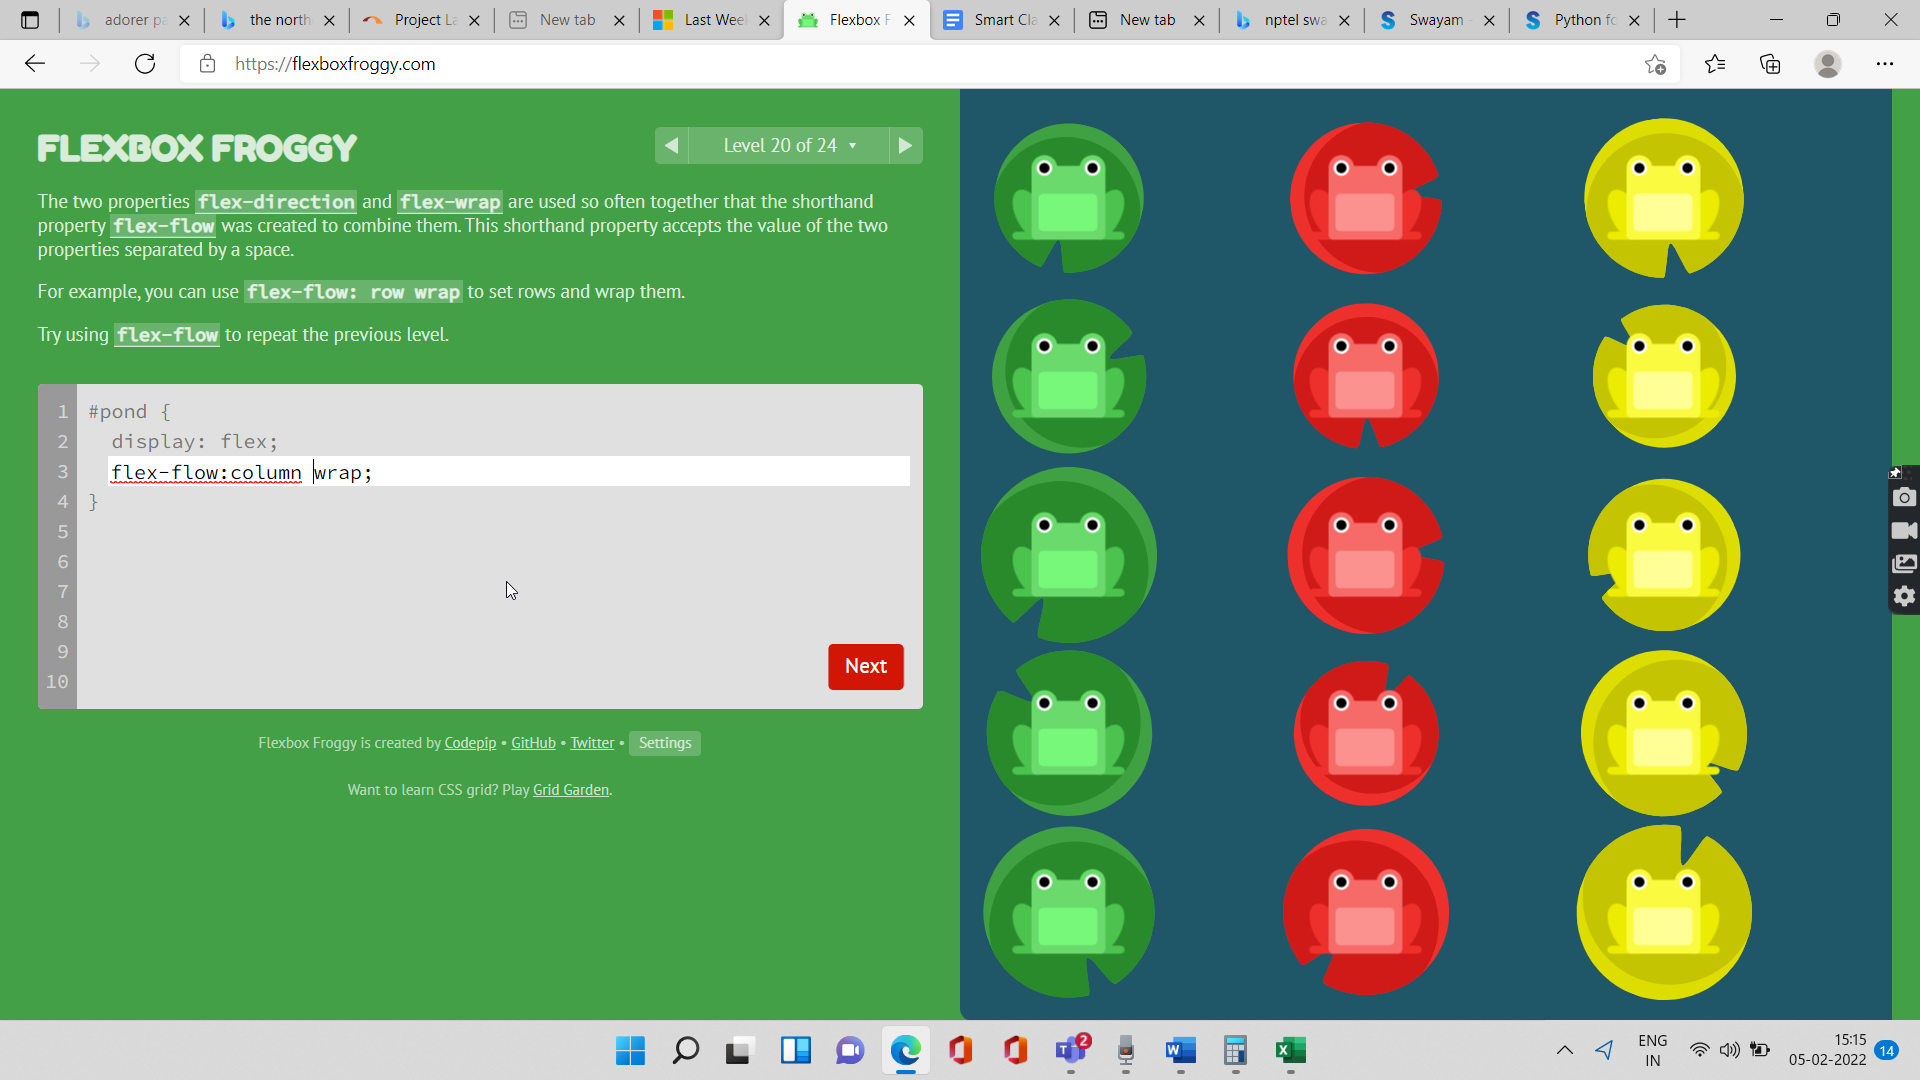 adorer pa
the north
Project La
New tab
Last Wee
Flexbox F
Smart Cla
New tab
nptel swa
Swayam
Python fo
https://flexboxfroggy.com
FLEXBOX FROGGY
Level 20 of 24
The two properties flex-direction and flex-wrap are used so often together that the shorthand
property flex-flow was created to combine them. This shorthand property accepts the value of the two
properties separated by a space.
For example, you can use flex-flow: row wrap to set rows and wrap them.
Try using flex-flow to repeat the previous level.
1 #pond {
2 display: flex;
3 flex-flow:column wrap;
4 }
5
6
7
8
9
10
Next
Flexbox Froggy is created by Codepip • GitHub • Twitter • Settings
Want to learn CSS grid? Play Grid Garden.
2
ENG
IN
15:15
05-02-2022
14